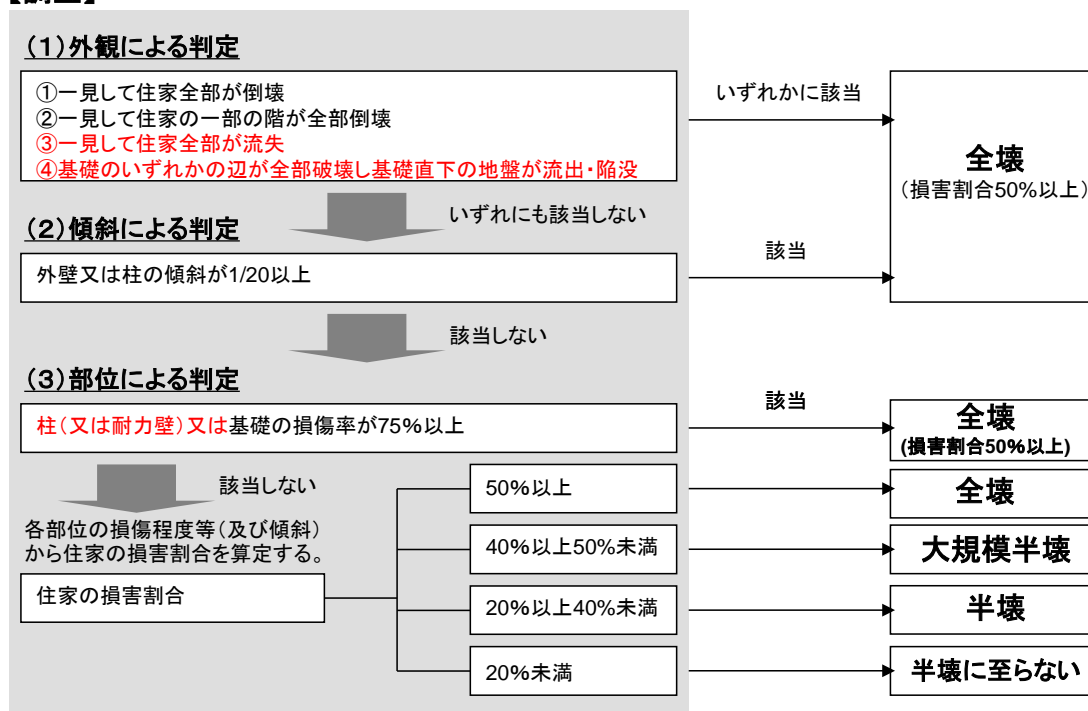 (1)外観による判定
①一見して住家全部が倒壊
②一見して住家の一部の階が全部倒壊
③一見して住家全部が流失
④基礎のいずれかの辺が全部破壊し基礎直下の地盤が流出・陥没
いずれかに該当
全壊
(損害割合50%以上)
いずれにも該当しない
(2)傾斜による判定
外壁又は柱の傾斜が1/20以上
該当
該当しない
(3)部位による判定
柱(又は耐力壁)又は基礎の損傷率が75%以上
該当
全壊
(損害割合50%以上)
該当しない
各部位の損傷程度等(及び傾斜)
から住家の損害割合を算定する。
住家の損害割合
50%以上
全壊
40%以上50%未満
大規模半壊
20%以上40%未満
半壊
20%未満
半壊に至らない